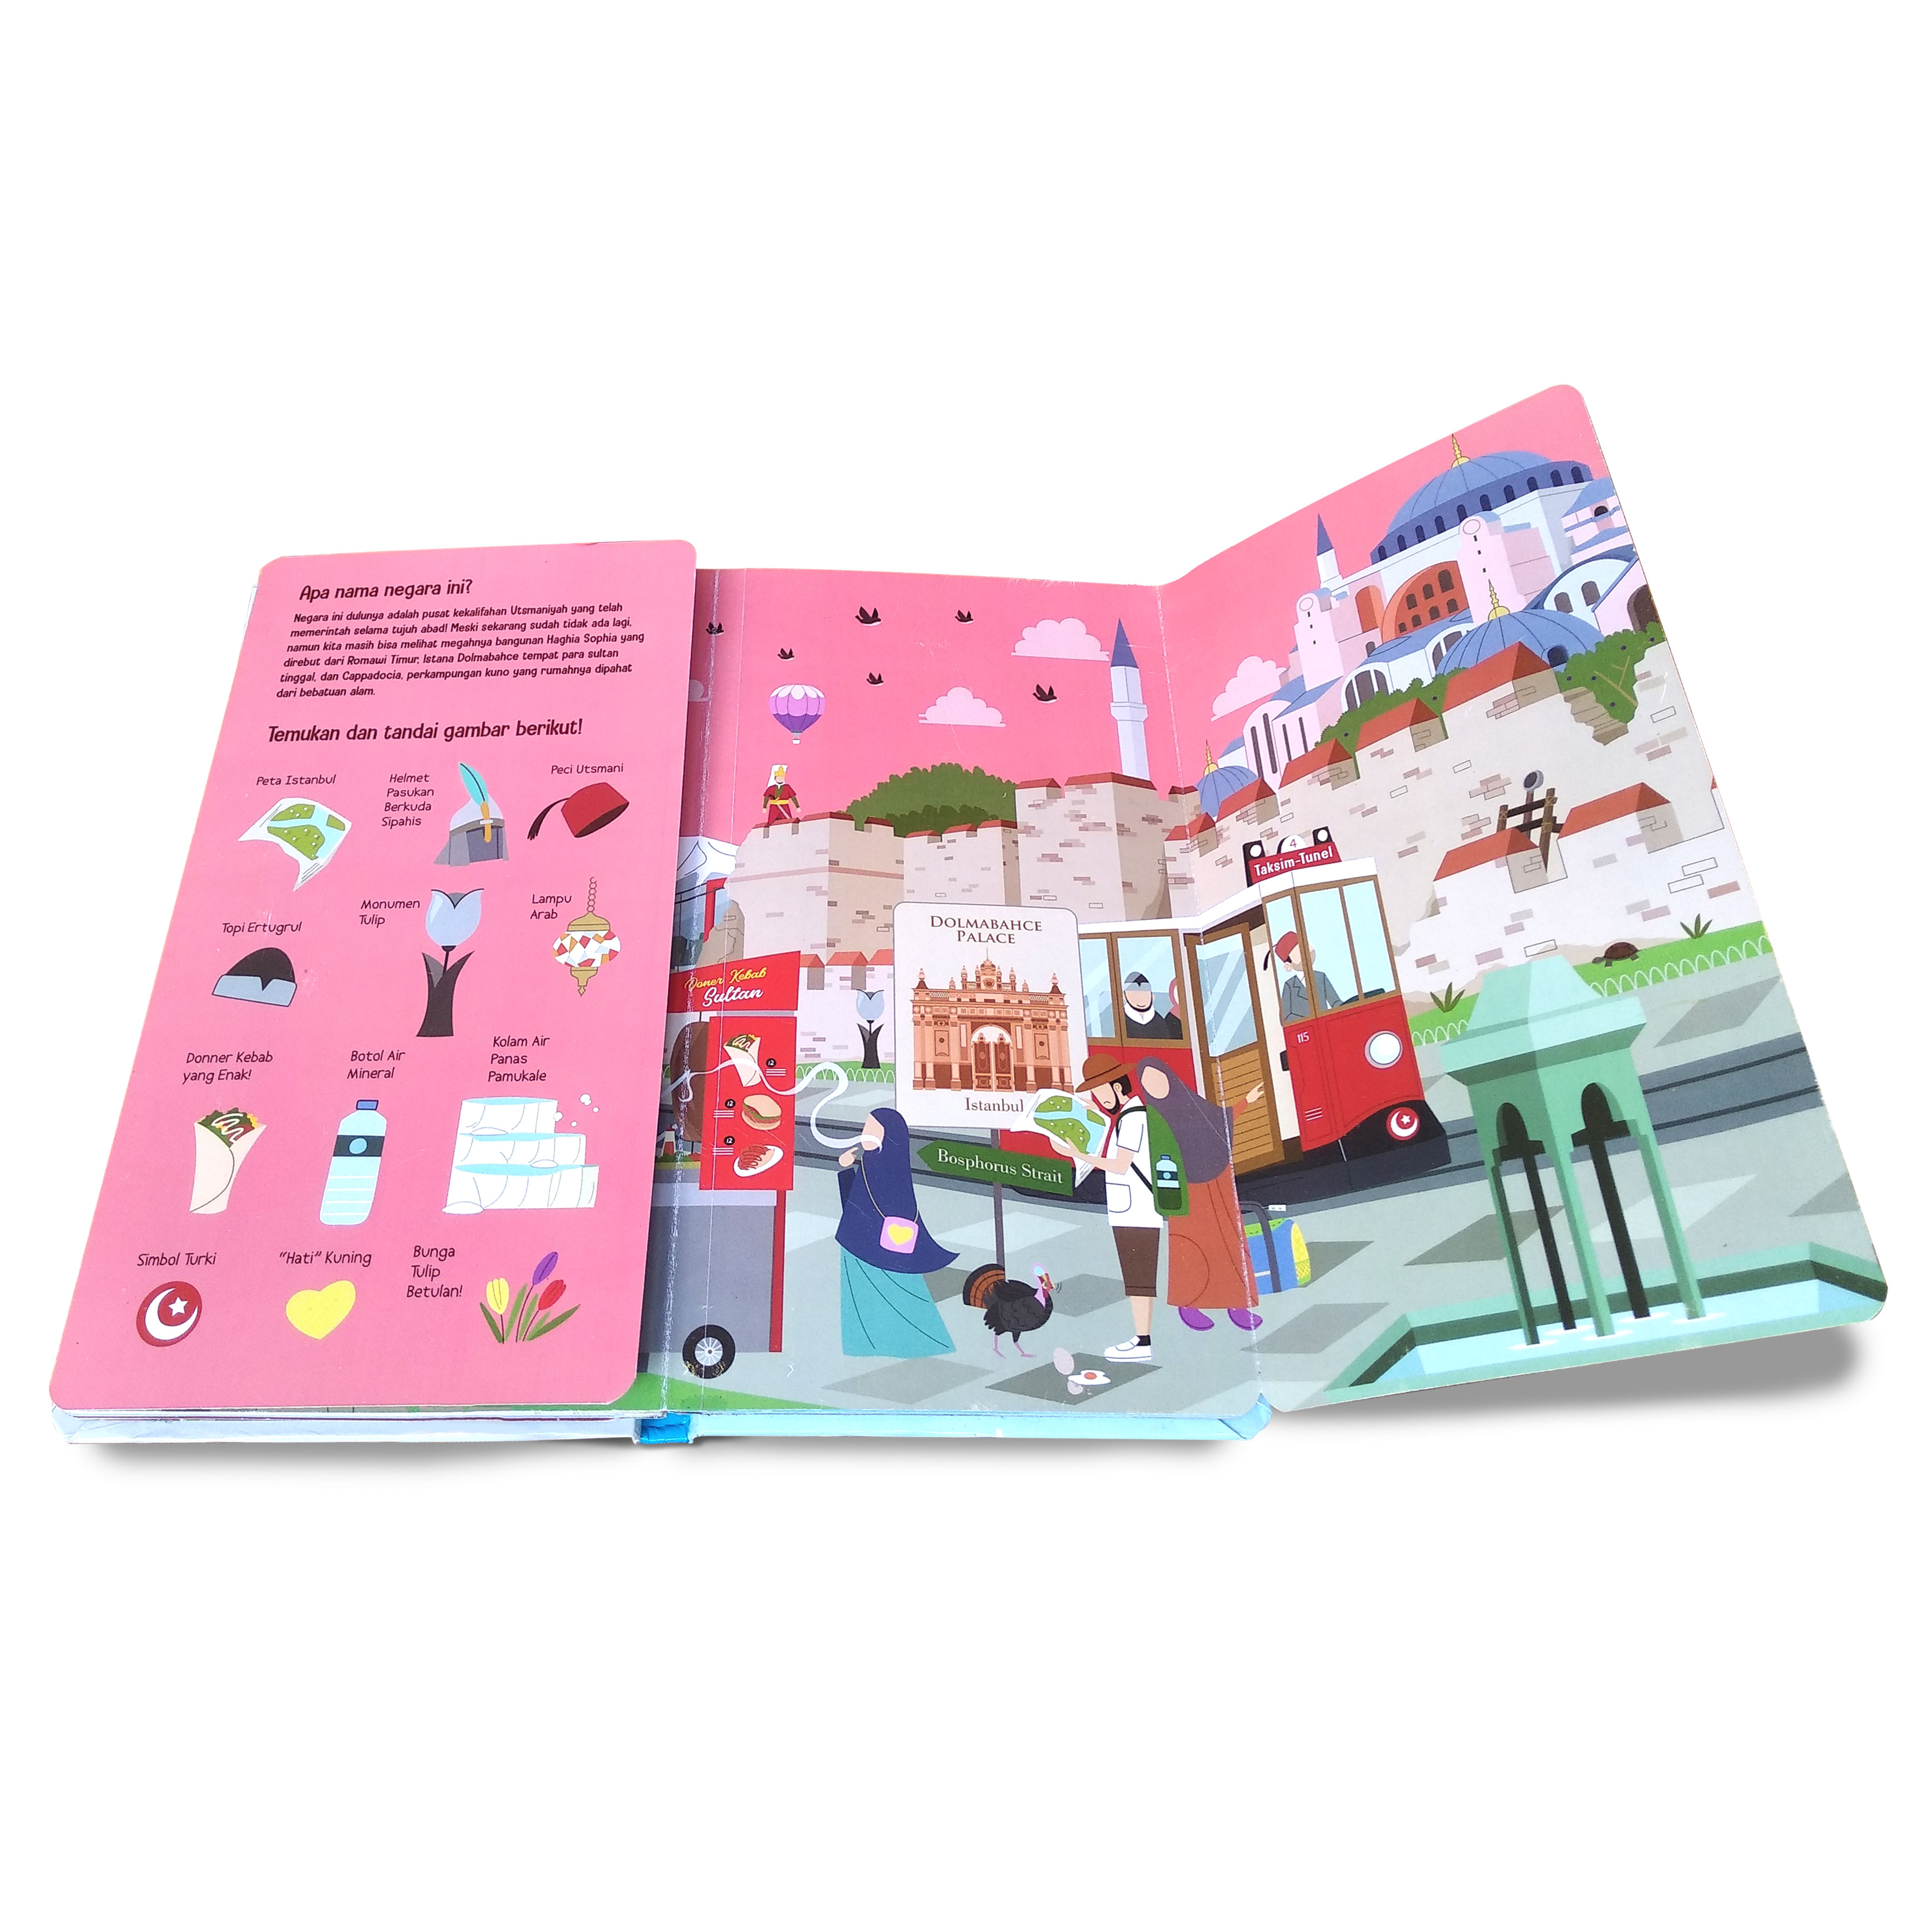 Apa nama negara ini?
Negara ini dulunya adalah pusat kekalifahan Utsmaniyah yang telah
memerintah selama tujuh abad! Meski sekarang sudah tidak ada lagi,
namun kita masih bisa melihat megahnya bangunan Haghia Sophia yang
direbut dari Romawi Timur, Istana Dolmabahce tempat para sultan
tinggal, dan Cappadocia, perkampungan kuno yang rumahnya dipahat
dari bebatuan alam.
Temukan dan tandai gambar berikut!
Peta Istanbul
Helmet
Pasukan
Berkuda
Sipahis
Peci Utsmani
Topi Ertugrul
Monumen
Tulip
Lampu
Arab
Donner Kebab
yang Enak!
Botol Air
Mineral
Kolam Air
Panas
Pamukale
Simbol Turki
"Hati" Kuning
Bunga
Tulip
Betulan!
Doner Kebab
Sultan
12
12
12
DOLMABAHCE
PALACE
Istanbul
Bosphorus Strait
4
Taksim-Tunel
115